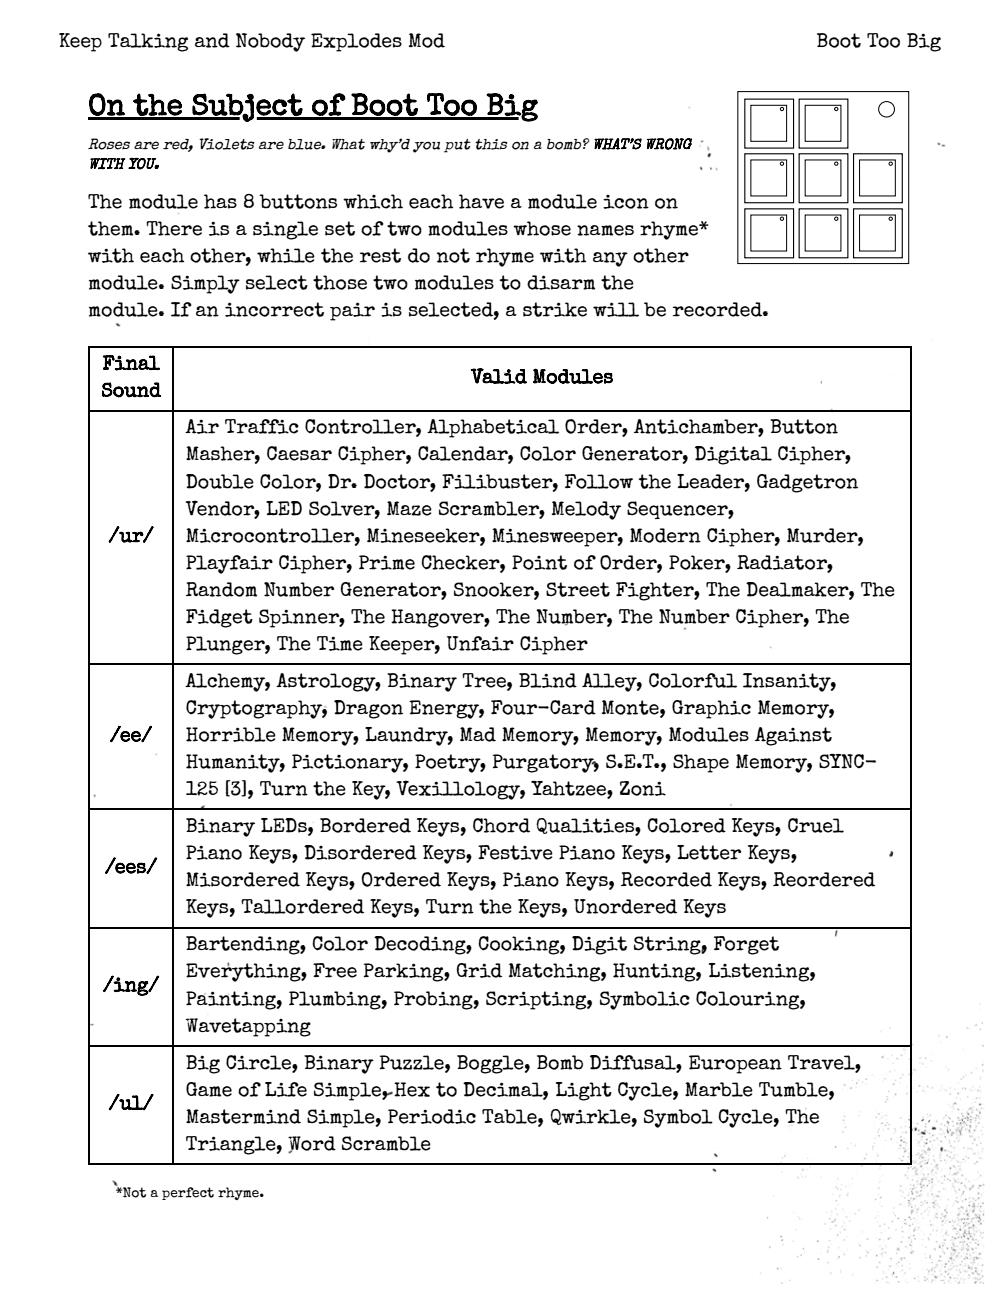 Keep Talking and Nobody Explodes Mod
Boot Too Big
On the Subject of Boot Too Big
Roses are red, Violets are blue. What why'd you put this on a bomb? WHAT'S WRONG
WITH YOU.
The module has 8 buttons which each have a module icon on
them. There is a single set of two modules whose names rhyme*
with each other, while the rest do not rhyme with any other
module. Simply select those two modules to disarm the
module. If an incorrect pair is selected, a strike will be recorded.
Final
Sound
Valid Modules
/ur/
Air Traffic Controller, Alphabetical Order, Antichamber, Button
Masher, Caesar Cipher, Calendar, Color Generator, Digital Cipher,
Double Color, Dr. Doctor, Filibuster, Follow the Leader, Gadgetron
Vendor, LED Solver, Maze Scrambler, Melody Sequencer,
Microcontroller, Mineseeker, Minesweeper, Modern Cipher, Murder,
Playfair Cipher, Prime Checker, Point of Order, Poker, Radiator,
Random Number Generator, Snooker, Street Fighter, The Dealmaker, The
Fidget Spinner, The Hangover, The Number, The Number Cipher, The
Plunger, The Time Keeper, Unfair Cipher
/ee/
Alchemy, Astrology, Binary Tree, Blind Alley, Colorful Insanity,
Cryptography, Dragon Energy, Four-Card Monte, Graphic Memory,
Horrible Memory, Laundry, Mad Memory, Memory, Modules Against
Humanity, Pictionary, Poetry, Purgatory, S.E.T., Shape Memory, SYNC-
125 [3], Turn the Key, Vexillology, Yahtzee, Zoni
/ees/
Binary LEDs, Bordered Keys, Chord Qualities, Colored Keys, Cruel
Piano Keys, Disordered Keys, Festive Piano Keys, Letter Keys,
Misordered Keys, Ordered Keys, Piano Keys, Recorded Keys, Reordered
Keys, Tallordered Keys, Turn the Keys, Unordered Keys
/ing/
Bartending, Color Decoding, Cooking, Digit String, Forget
Everything, Free Parking, Grid Matching, Hunting, Listening,
Painting, Plumbing, Probing, Scripting, Symbolic Colouring,
Wavetapping
/ul/
Big Circle, Binary Puzzle, Boggle, Bomb Diffusal, European Travel,
Game of Life Simple, Hex to Decimal, Light Cycle, Marble Tumble,
Mastermind Simple, Periodic Table, Qwirkle, Symbol Cycle, The
Triangle, Word Scramble
*Not a perfect rhyme.